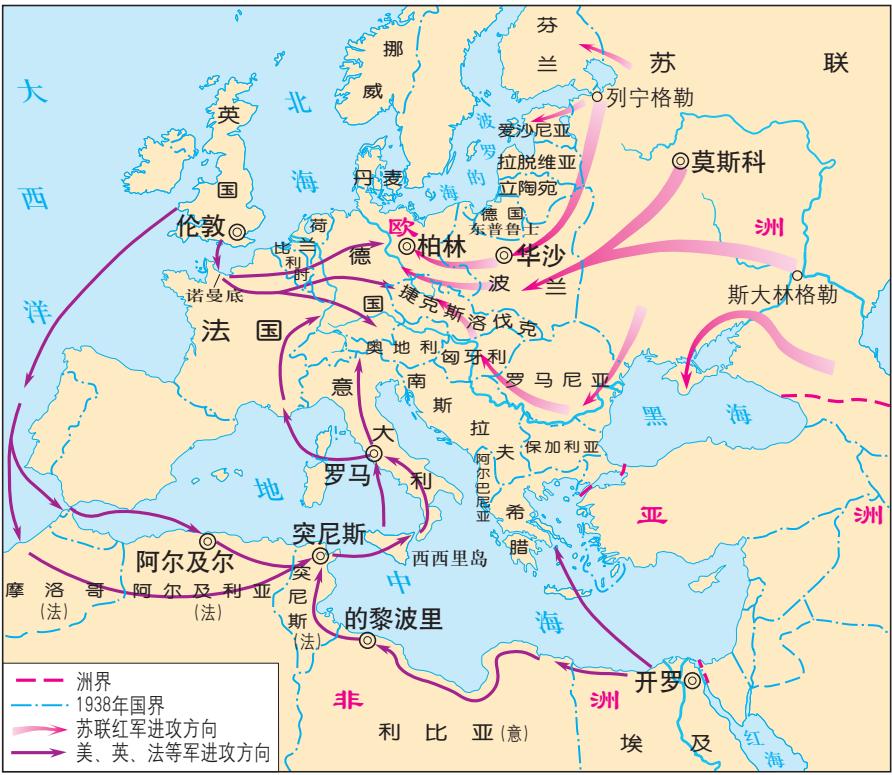 大西洋
北海
波罗的海
挪威
芬兰
苏联
列宁格勒
爱沙尼亚
拉脱维亚
立陶宛
莫斯科
英国
丹麦
德国
东普鲁士
欧洲
伦敦
荷兰
比利时
德国
柏林
华沙
波兰
斯大林格勒
诺曼底
捷克斯洛伐克
法国
奥地利
匈牙利
罗马尼亚
意大利
南斯拉夫
黑海
保加利亚
阿尔巴尼亚
罗马
希腊
亚洲
地中海
突尼斯
阿尔及尔
西西里岛
摩洛哥
(法)
阿尔及利亚
(法)
突尼斯
(法)
的黎波里
开罗
非洲
利比亚(意)
埃及
红海
洲界
1938年国界
苏联红军进攻方向
美、英、法等军进攻方向